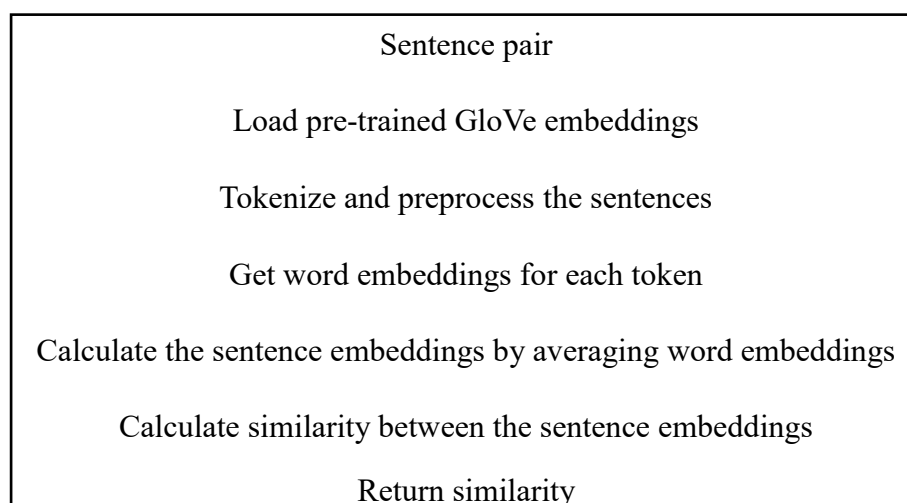 Sentence pair
Load pre-trained GloVe embeddings
Tokenize and preprocess the sentences
Get word embeddings for each token
Calculate the sentence embeddings by averaging word embeddings
Calculate similarity between the sentence embeddings
Return similarity